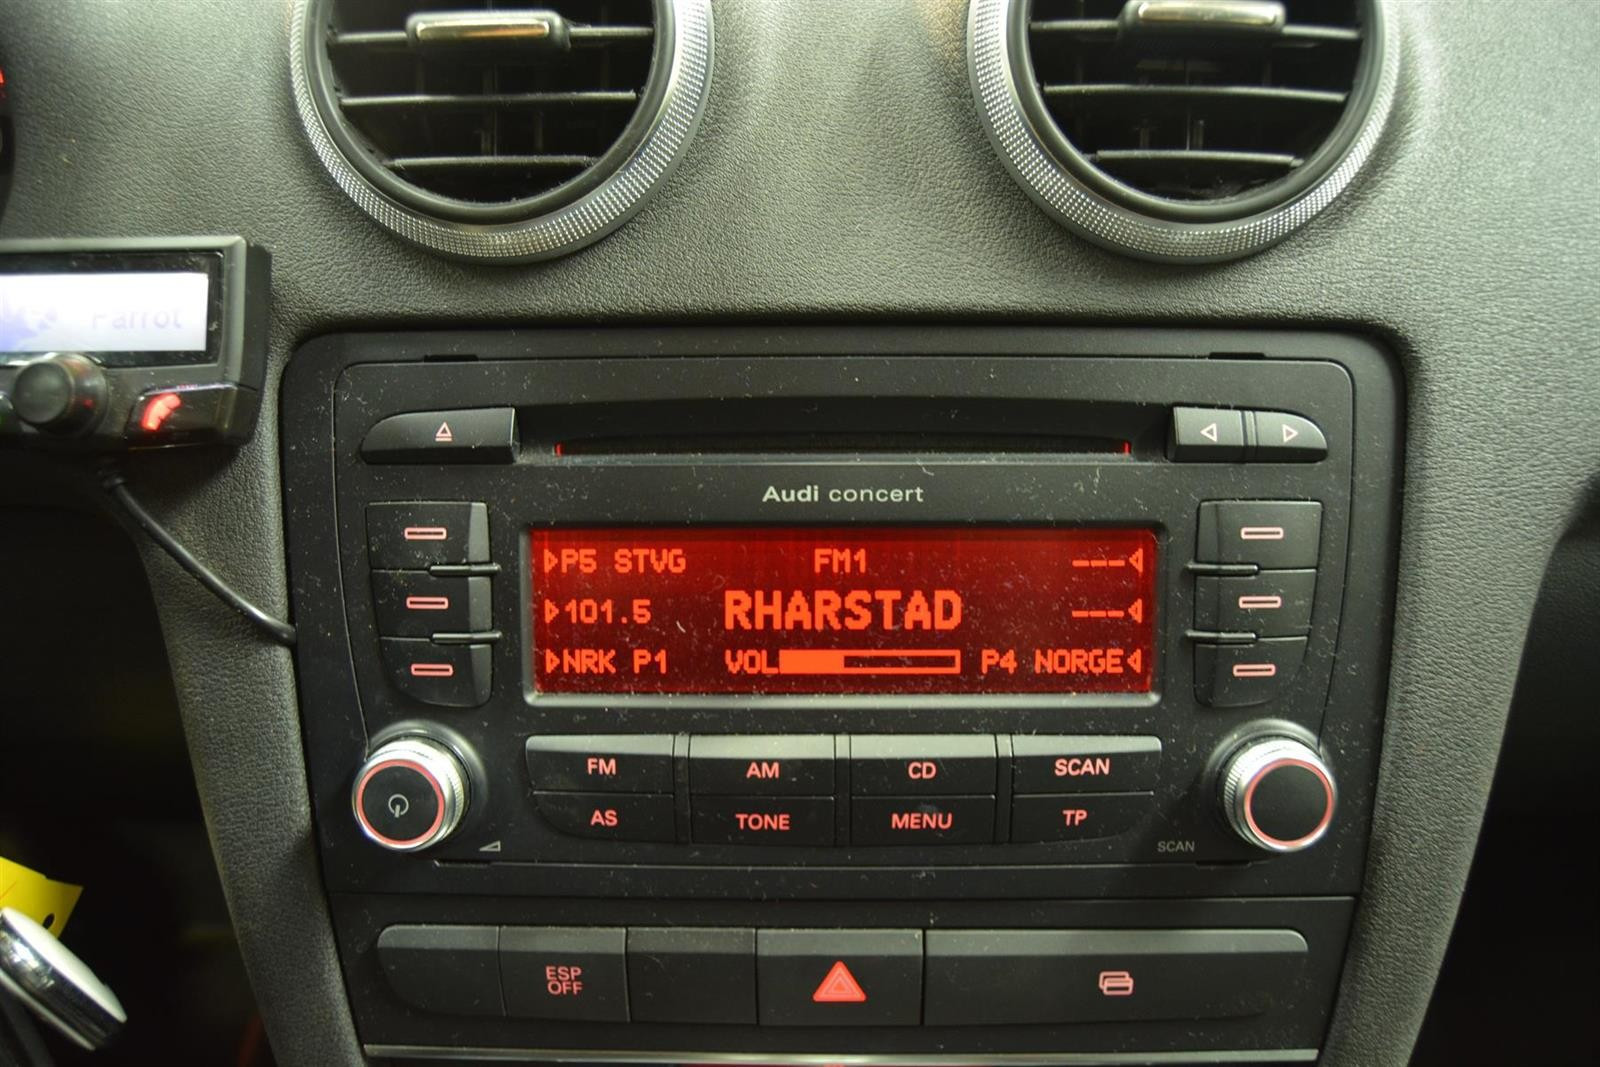 Parrot
Audi concert
P5 STVG FM1 ---
101.5 RHARSTAD ---
NRK P1 VOL P4 NORGE
FM AM CD SCAN
AS TONE MENU TP
SCAN
ESP
OFF